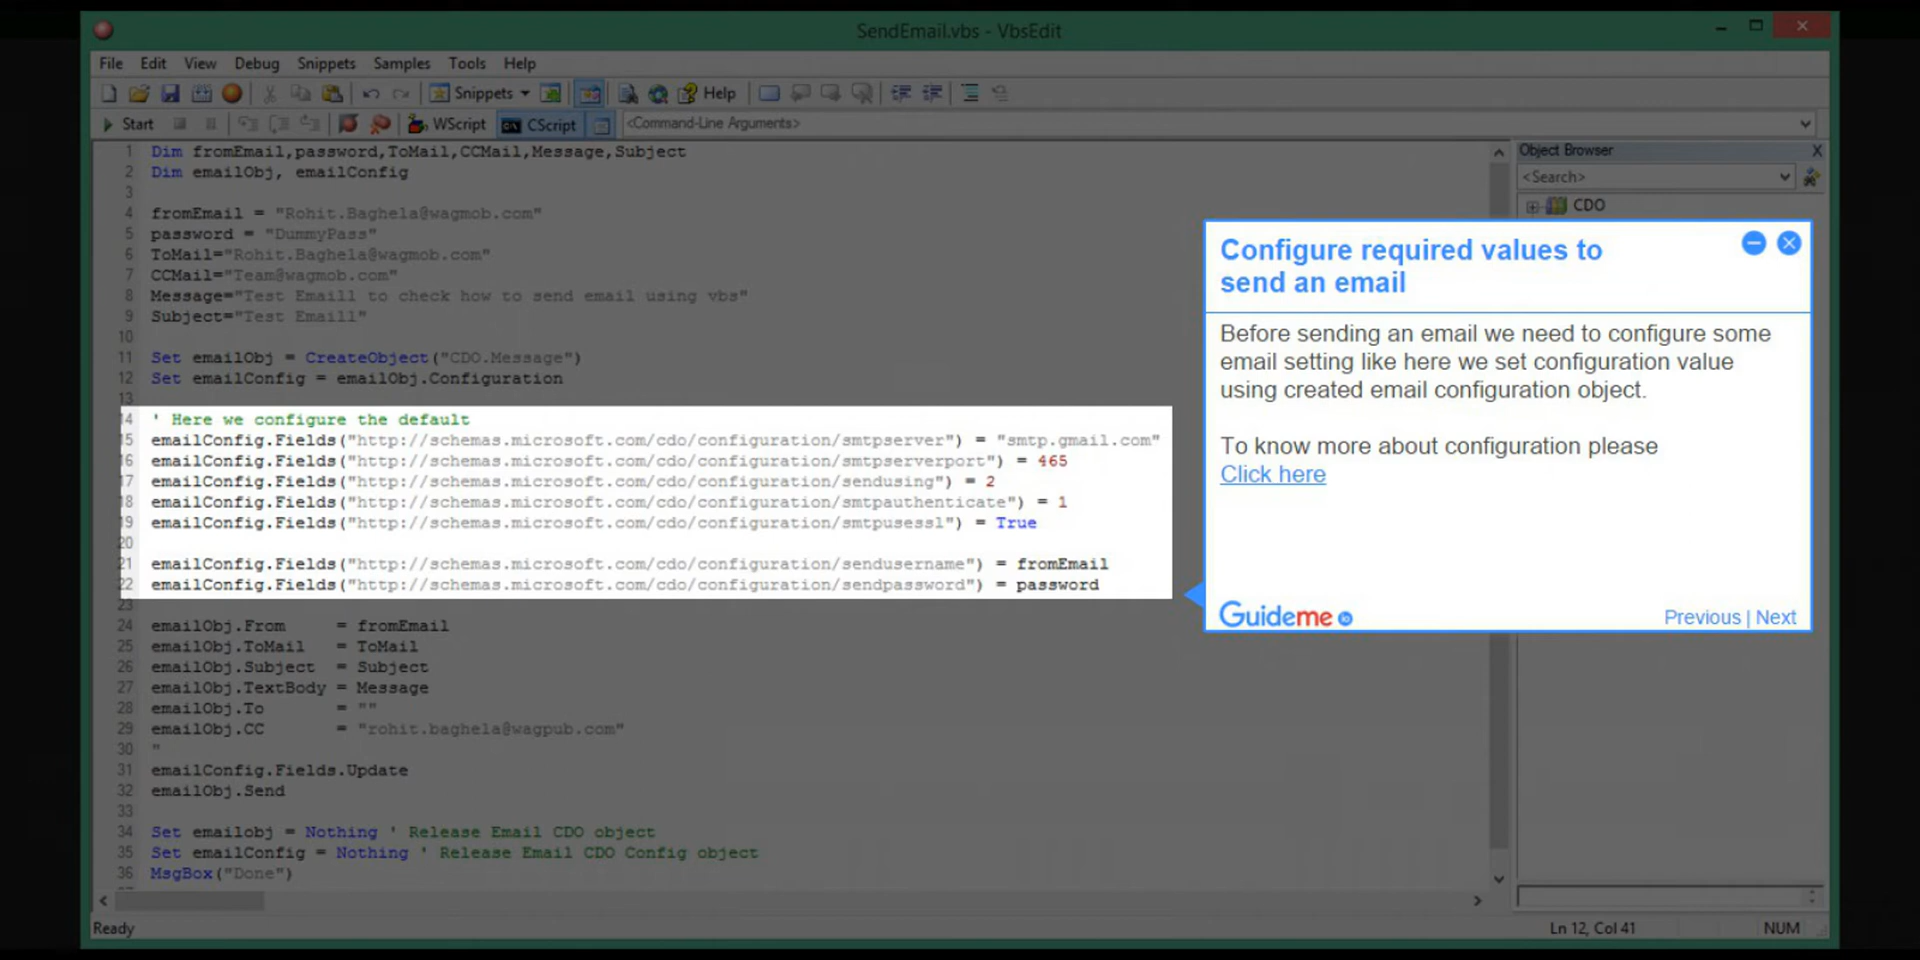 SendEmail.vbs - VbsEdit
File Edit View Debug Snippets Samples Tools Help
Snippets Help
Start WScript CScript <Command-Line Arguments>
1 Dim fromEmail,password,ToMail,CCMail,Message,Subject
2 Dim emailObj, emailConfig
3
4 fromEmail = "Rohit.Baghela@wagmob.com"
5 password = "DummyPass"
6 ToMail="Rohit.Baghela@wagmob.com"
7 CCMail="Team@wagmob.com"
8 Message="Test Email1 to check how to send email using vbs"
9 Subject="Test Email1"
10
11 Set emailObj = CreateObject("CDO.Message")
12 Set emailConfig = emailObj.Configuration
13
14 ' Here we configure the default
15 emailConfig.Fields("http://schemas.microsoft.com/cdo/configuration/smtpserver") = "smtp.gmail.com"
16 emailConfig.Fields("http://schemas.microsoft.com/cdo/configuration/smtpserverport") = 465
17 emailConfig.Fields("http://schemas.microsoft.com/cdo/configuration/sendusing") = 2
18 emailConfig.Fields("http://schemas.microsoft.com/cdo/configuration/smtpauthenticate") = 1
19 emailConfig.Fields("http://schemas.microsoft.com/cdo/configuration/smtpusessl") = True
20
21 emailConfig.Fields("http://schemas.microsoft.com/cdo/configuration/sendusername") = fromEmail
22 emailConfig.Fields("http://schemas.microsoft.com/cdo/configuration/sendpassword") = password
23
24 emailObj.From = fromEmail
25 emailObj.ToMail = ToMail
26 emailObj.Subject = Subject
27 emailObj.TextBody = Message
28 emailObj.To = ""
29 emailObj.CC = "rohit.baghela@wagpub.com"
30 "
31 emailConfig.Fields.Update
32 emailObj.Send
33
34 Set emailobj = Nothing ' Release Email CDO object
35 Set emailConfig = Nothing ' Release Email CDO Config object
36 MsgBox("Done")
Object Browser X
<Search>
CDO
Configure required values to
send an email
Before sending an email we need to configure some
email setting like here we set configuration value
using created email configuration object.
To know more about configuration please
Click here
Guideme IO
Previous | Next
Ready Ln 12, Col 41 NUM